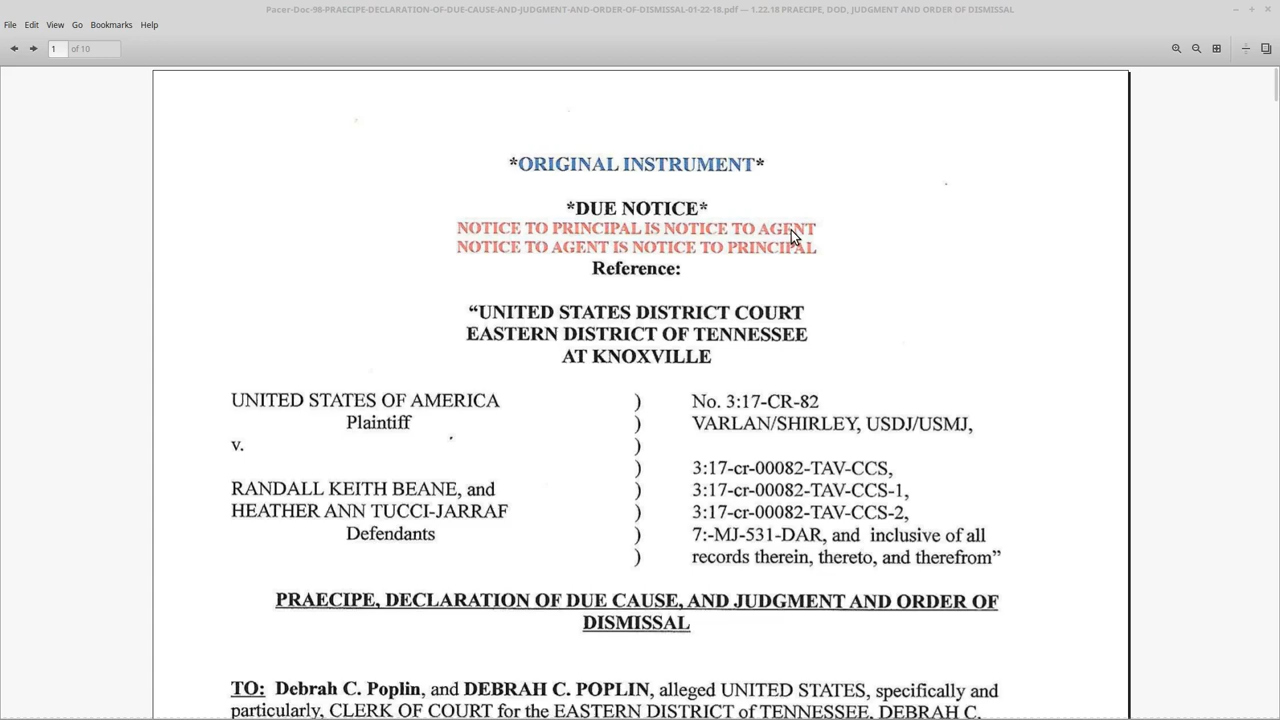 Pacer-Doc-98-PRAECIPE-DECLARATION-OF-DUE-CAUSE-AND-JUDGMENT-AND-ORDER-OF-DISMISSAL-01-22-18.pdf — 1.22.18 PRAECIPE, DOD, JUDGMENT AND ORDER OF DISMISSAL
File Edit View Go Bookmarks Help
1 of 10
*ORIGINAL INSTRUMENT*
*DUE NOTICE*
NOTICE TO PRINCIPAL IS NOTICE TO AGENT
NOTICE TO AGENT IS NOTICE TO PRINCIPAL
Reference:
“UNITED STATES DISTRICT COURT
EASTERN DISTRICT OF TENNESSEE
AT KNOXVILLE
UNITED STATES OF AMERICA ) No. 3:17-CR-82
Plaintiff ) VARLAN/SHIRLEY, USDJ/USMJ,
v. )
) 3:17-cr-00082-TAV-CCS,
RANDALL KEITH BEANE, and ) 3:17-cr-00082-TAV-CCS-1,
HEATHER ANN TUCCI-JARRAF ) 3:17-cr-00082-TAV-CCS-2,
Defendants ) 7:-MJ-531-DAR, and inclusive of all
) records therein, thereto, and therefrom”
PRAECIPE, DECLARATION OF DUE CAUSE, AND JUDGMENT AND ORDER OF
DISMISSAL
TO: Debrah C. Poplin, and DEBRAH C. POPLIN, alleged UNITED STATES, specifically and
particularly, CLERK OF COURT for the EASTERN DISTRICT of TENNESSEE, DEBRAH C.